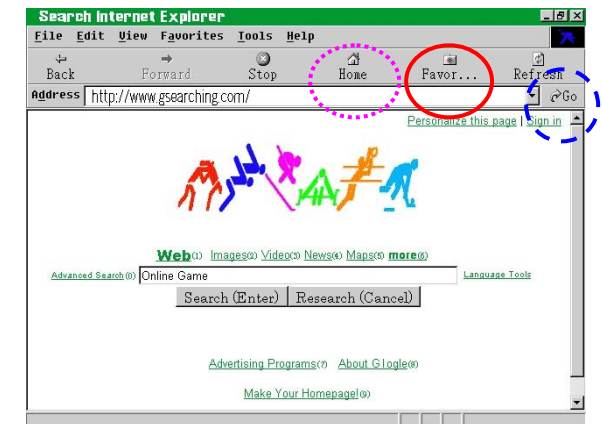 Search Internet Explorer
File Edit View Favorites Tools Help
Back Forward Stop Home Favor... Refresh
Address http://www.gsearching.com/ Go
Personalize this page | Sign in
Web(1) Images(2) Video(3) News(4) Maps(5) more(6)
Advanced Search(0) Online Game Language Tools
Search (Enter) Research (Cancel)
Advertising Programs(7) About Glogle(8)
Make Your Homepage!(9)